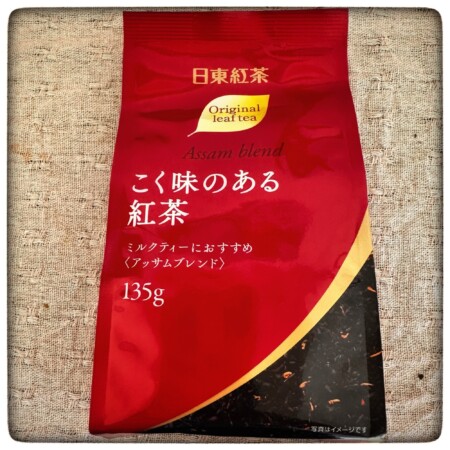 日東紅茶
Original
leaf tea
Assam blend
こく味のある
紅茶
ミルクティーにおすすめ
〈アッサムブレンド〉
135g
写真はイメージです